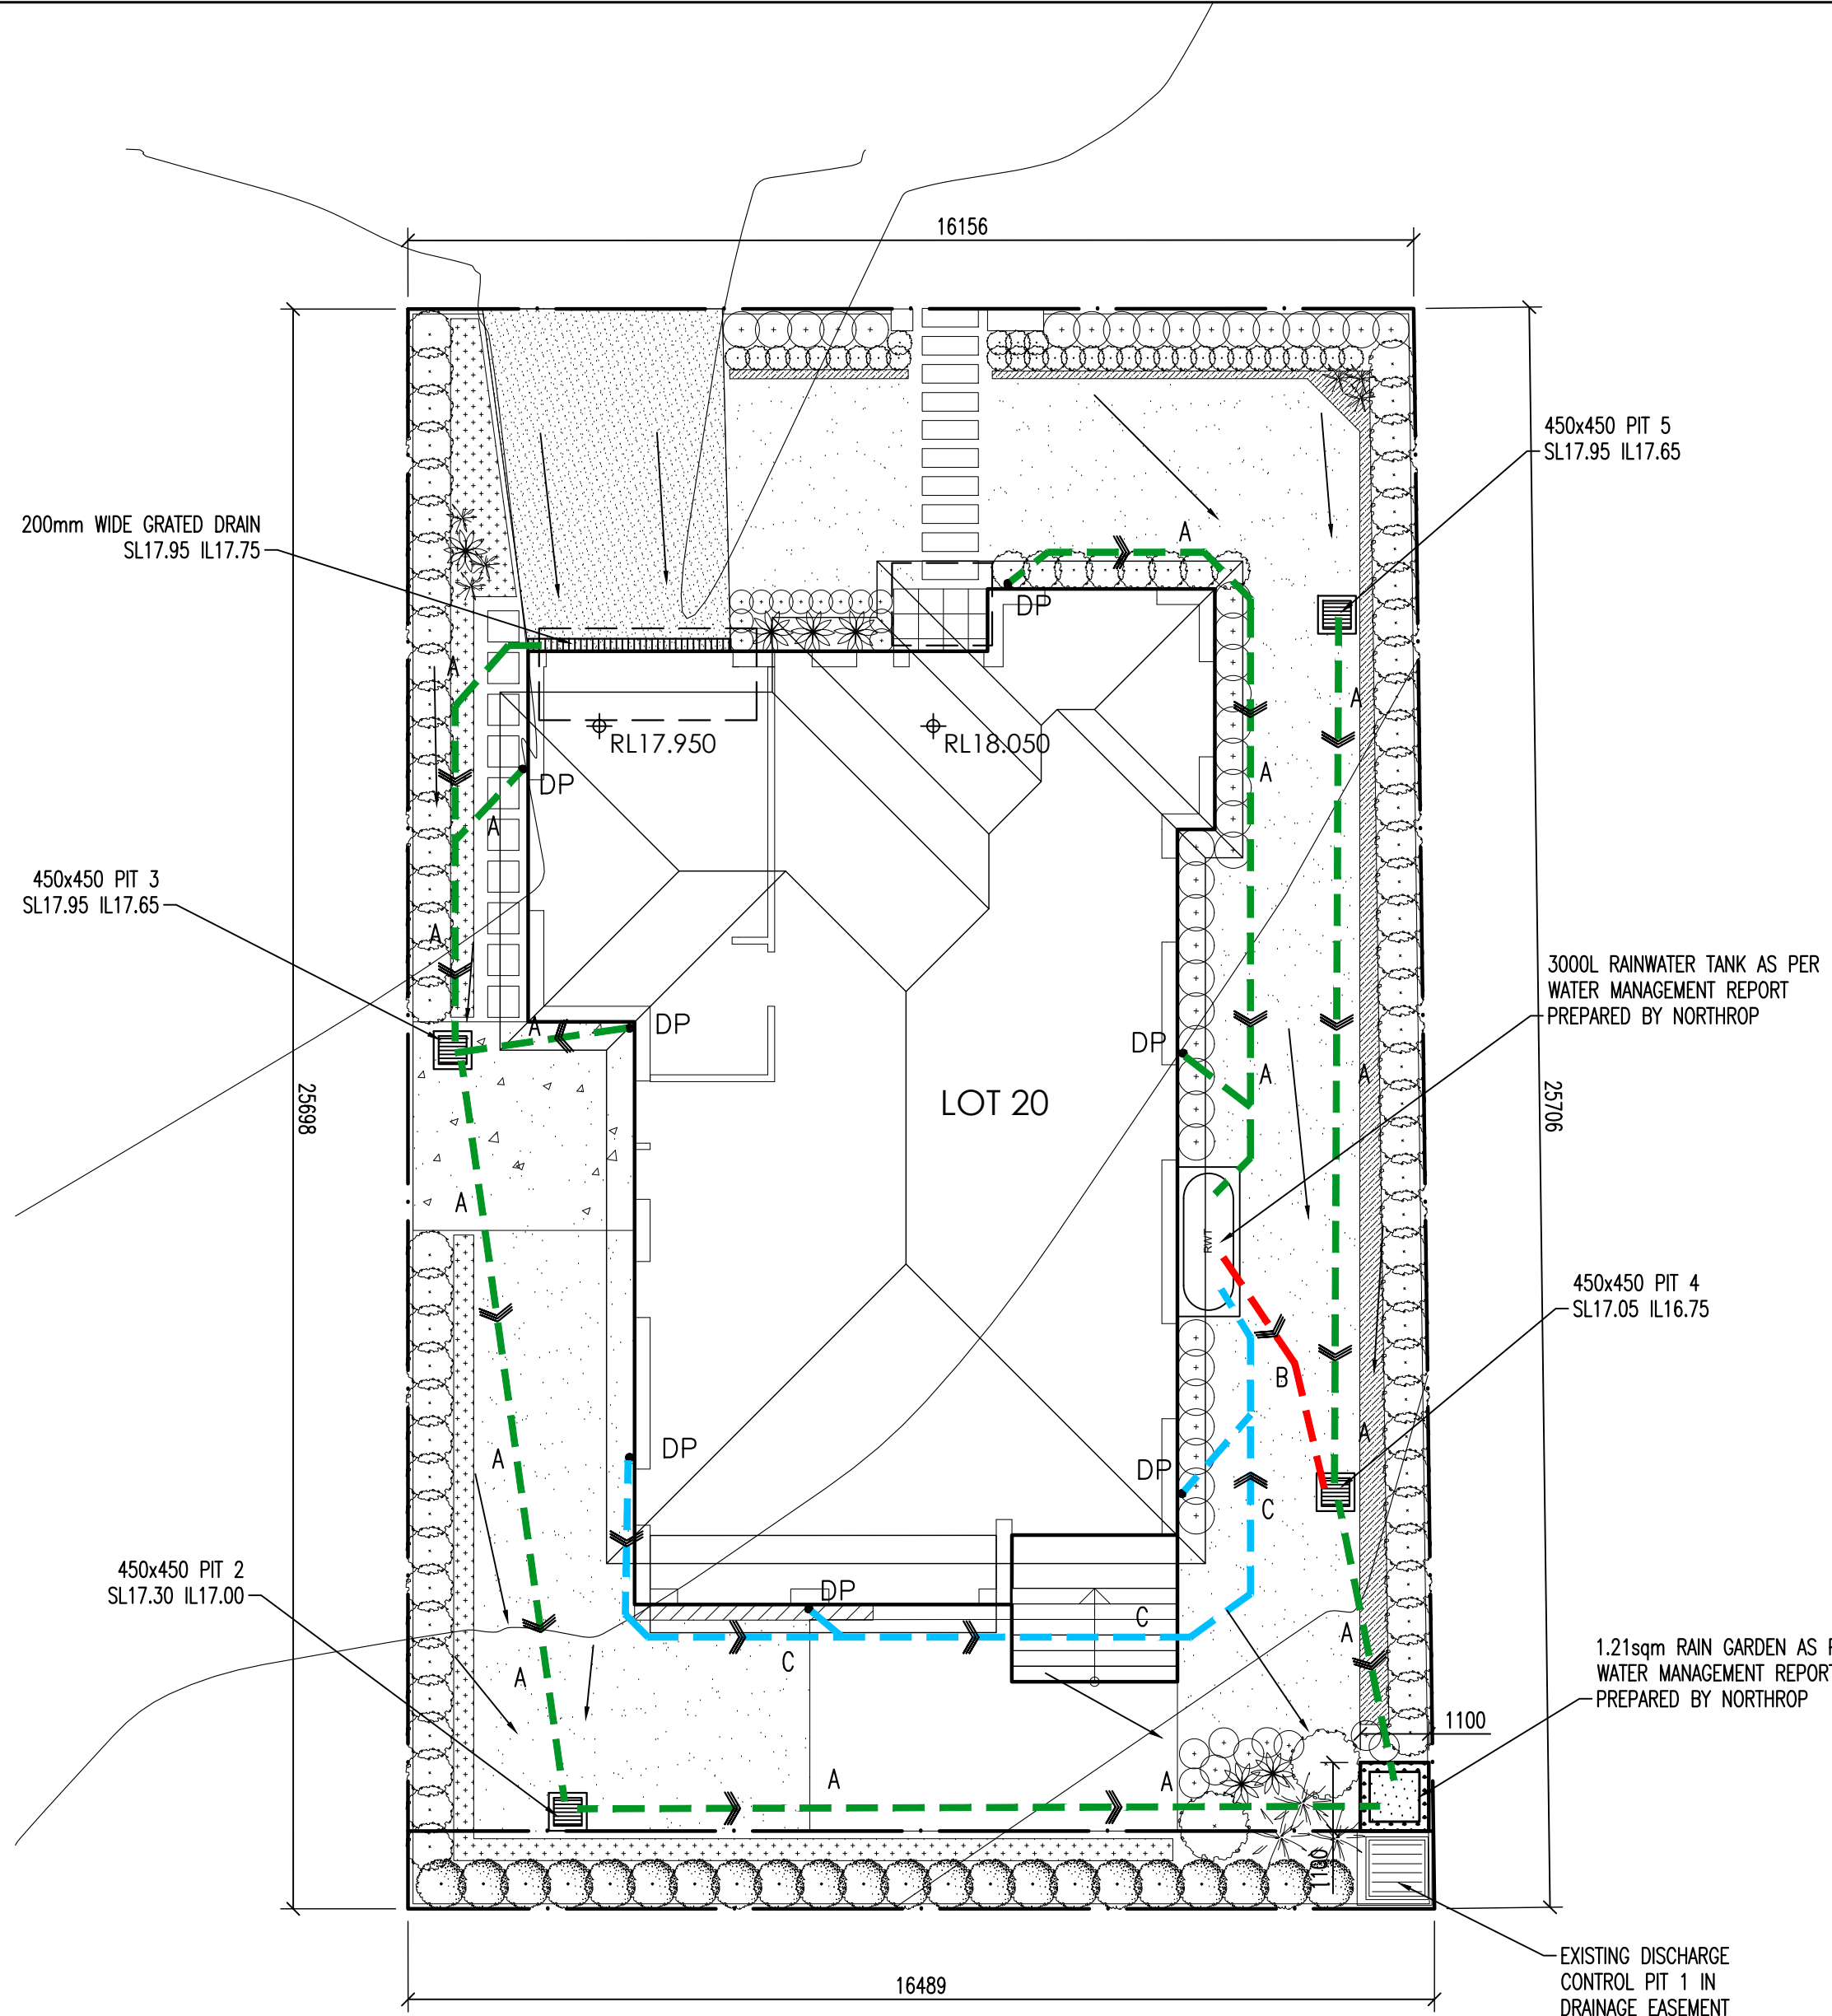 16156
450x450 PIT 5
SL17.95 IL17.65
200mm WIDE GRATED DRAIN
SL17.95 IL17.75
A
DP
A
A
RL17.950
RL18.050
A
DP
A
A
450x450 PIT 3
SL17.95 IL17.65
A
3000L RAINWATER TANK AS PER
WATER MANAGEMENT REPORT
PREPARED BY NORTHROP
A
DP
DP
A
A
LOT 20
25698
25706
A
RWT
450x450 PIT 4
SL17.05 IL16.75
B
A
A
DP
DP
C
450x450 PIT 2
SL17.30 IL17.00
DP
C
C
A
A
1.21sqm RAIN GARDEN AS
WATER MANAGEMENT REPORT
PREPARED BY NORTHROP
1100
A
A
1100
EXISTING DISCHARGE
CONTROL PIT 1 IN
DRAINAGE EASEMENT
16489